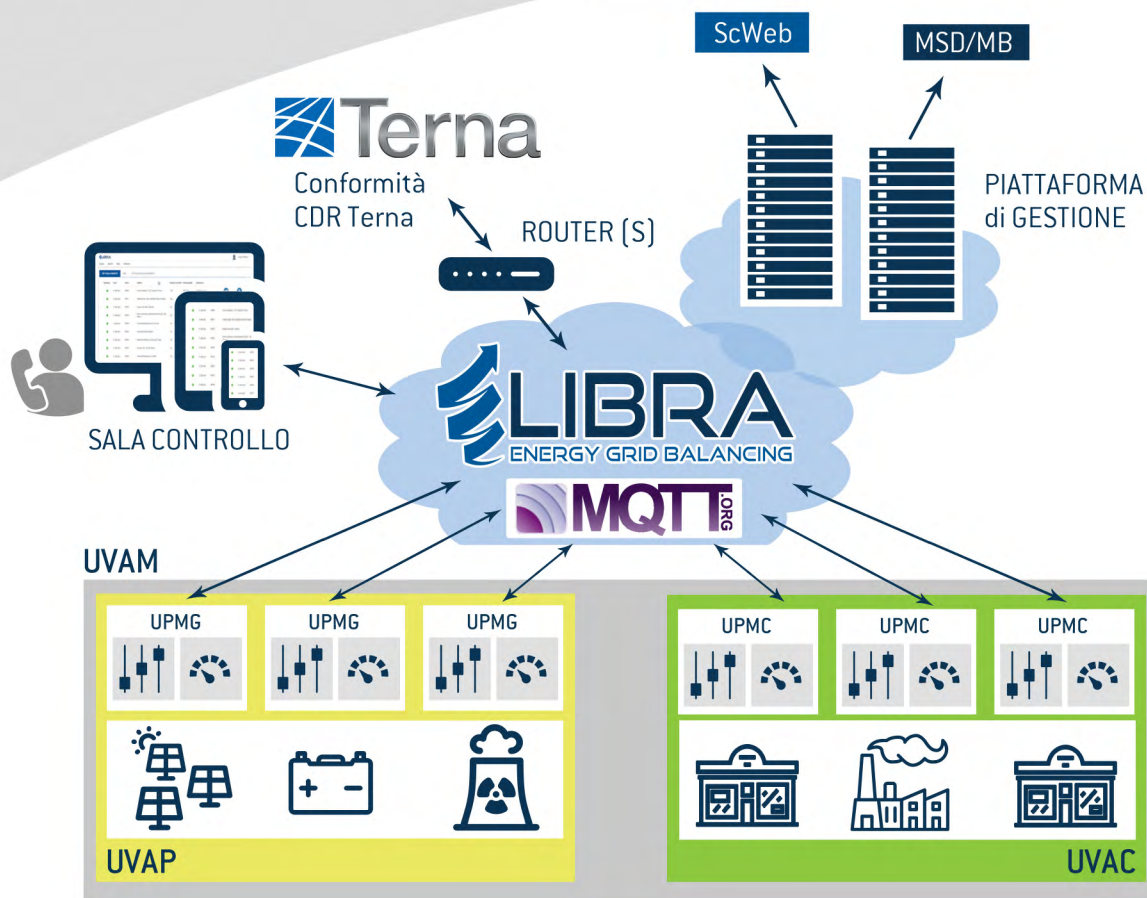 ScWeb
MSD/MB
Terna
Conformità
CDR Terna
ROUTER (S)
PIATTAFORMA
di GESTIONE
SALA CONTROLLO
LIBRA
ENERGY GRID BALANCING
MQTT.ORG
UVAM
UPMG
UPMG
UPMG
UPMC
UPMC
UPMC
UVAP
UVAC